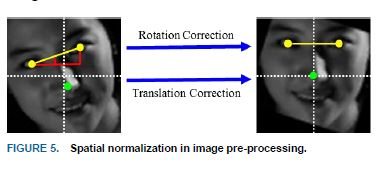 Rotation Correction
Translation Correction
FIGURE 5. Spatial normalization in image pre-processing.